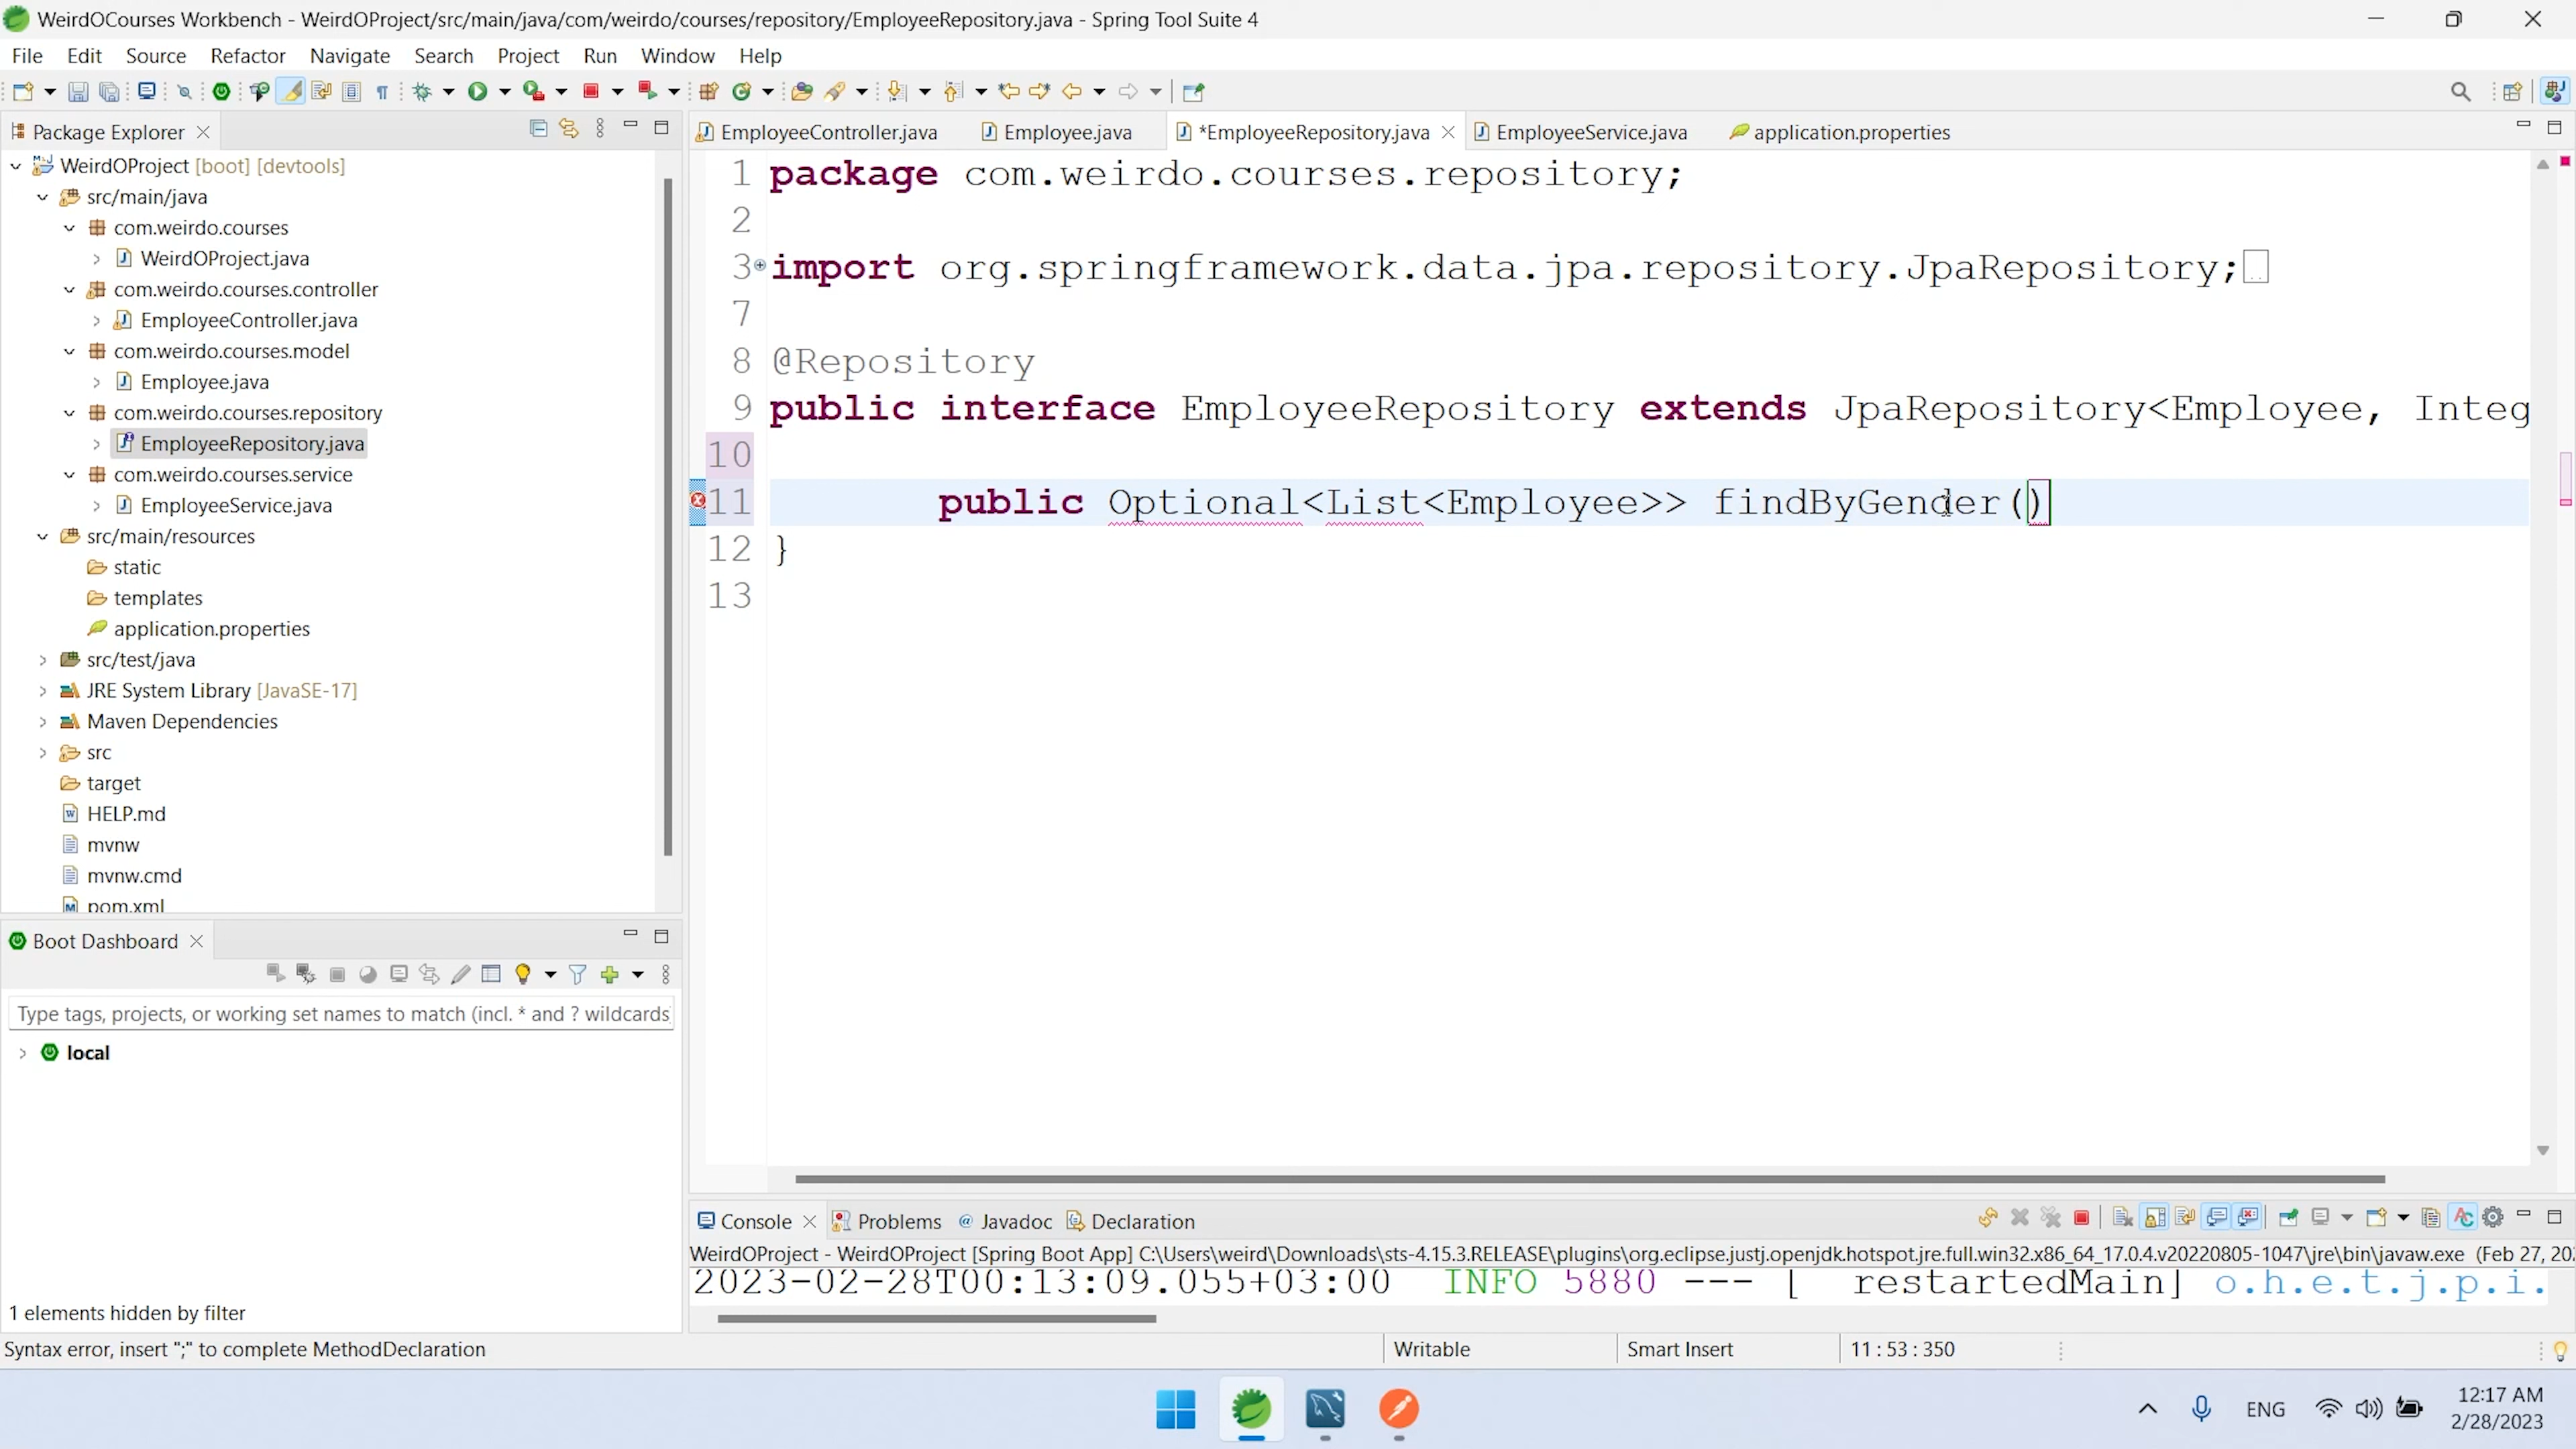 WeirdOCourses Workbench - WeirdOProject/src/main/java/com/weirdo/courses/repository/EmployeeRepository.java - Spring Tool Suite 4
File Edit Source Refactor Navigate Search Project Run Window Help
Package Explorer
WeirdOProject [boot] [devtools]
src/main/java
com.weirdo.courses
WeirdOProject.java
com.weirdo.courses.controller
EmployeeController.java
com.weirdo.courses.model
Employee.java
com.weirdo.courses.repository
EmployeeRepository.java
com.weirdo.courses.service
EmployeeService.java
src/main/resources
static
templates
application.properties
src/test/java
JRE System Library [JavaSE-17]
Maven Dependencies
src
target
HELP.md
mvnw
mvnw.cmd
pom.xml
Boot Dashboard
Type tags, projects, or working set names to match (incl. * and ? wildcards
local
1 elements hidden by filter
EmployeeController.java Employee.java *EmployeeRepository.java EmployeeService.java application.properties
1 package com.weirdo.courses.repository;
2
3 import org.springframework.data.jpa.repository.JpaRepository;
7
8 @Repository
9 public interface EmployeeRepository extends JpaRepository<Employee, Integ
10
11 public Optional<List<Employee>> findByGender()
12 }
13
Console Problems Javadoc Declaration
WeirdOProject - WeirdOProject [Spring Boot App] C:\Users\weird\Downloads\sts-4.15.3.RELEASE\plugins\org.eclipse.justj.openjdk.hotspot.jre.full.win32.x86_64_17.0.4.v20220805-1047\jre\bin\javaw.exe (Feb 27, 202
2023-02-28T00:13:09.055+03:00 INFO 5880 --- [ restartedMain] o.h.e.t.j.p.i.
Syntax error, insert ";" to complete MethodDeclaration
Writable Smart Insert 11 : 53 : 350
ENG
12:17 AM
2/28/2023